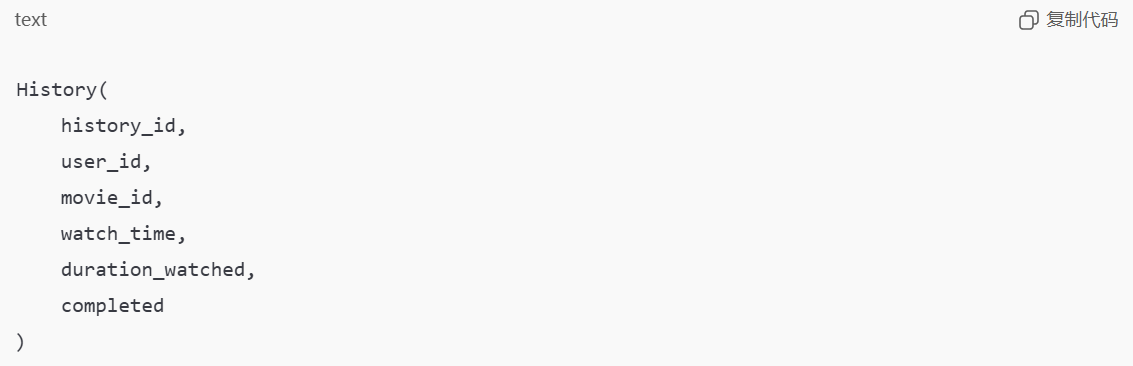 text
复制代码
History(
    history_id,
    user_id,
    movie_id,
    watch_time,
    duration_watched,
    completed
)